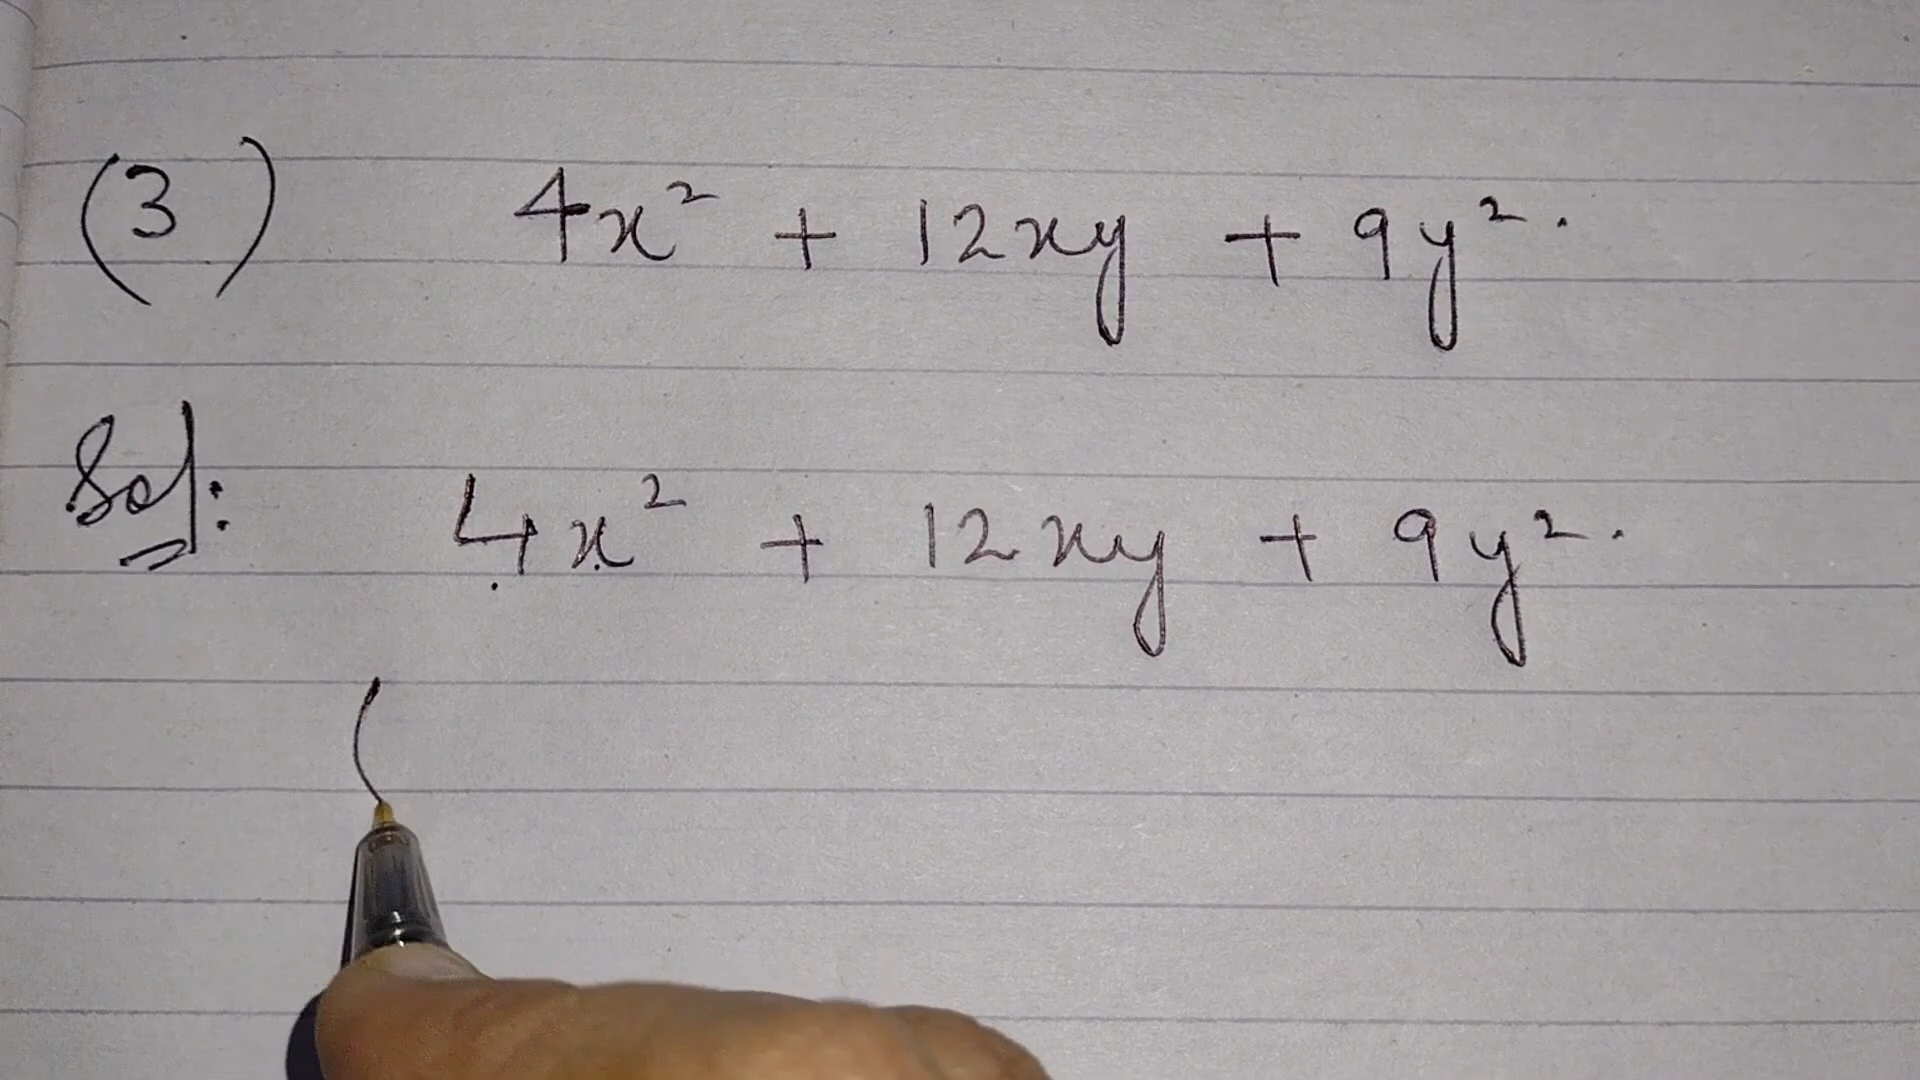 (3) 4x² + 12xy + 9y².
Sol: 4x² + 12xy + 9y².
(